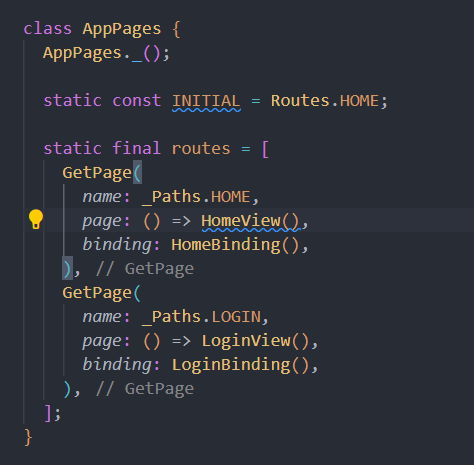 class AppPages {
AppPages._();
static const INITIAL = Routes.HOME;
static final routes = [
GetPage(
name: _Paths.HOME,
page: () => HomeView(),
binding: HomeBinding(),
), // GetPage
GetPage(
name: _Paths.LOGIN,
page: () => LoginView(),
binding: LoginBinding(),
), // GetPage
];
}